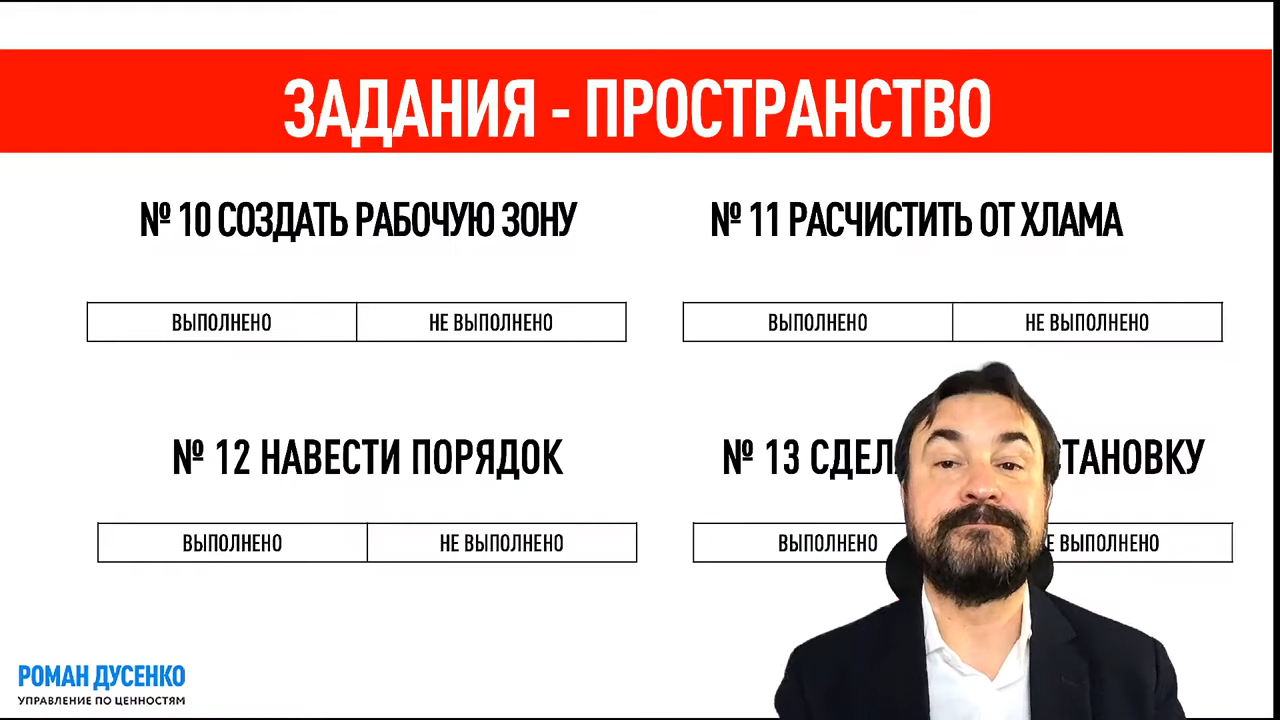 ЗАДАНИЯ - ПРОСТРАНСТВО
№ 10 СОЗДАТЬ РАБОЧУЮ ЗОНУ
№ 11 РАСЧИСТИТЬ ОТ ХЛАМА
ВЫПОЛНЕНО НЕ ВЫПОЛНЕНО
ВЫПОЛНЕНО НЕ ВЫПОЛНЕНО
№ 12 НАВЕСТИ ПОРЯДОК
№ 13
ВЫПОЛНЕНО НЕ ВЫПОЛНЕНО
ВЫПОЛНЕНО ВЫПОЛНЕНО
РОМАН ДУСЕНКО
УПРАВЛЕНИЕ ПО ЦЕННОСТЯМ